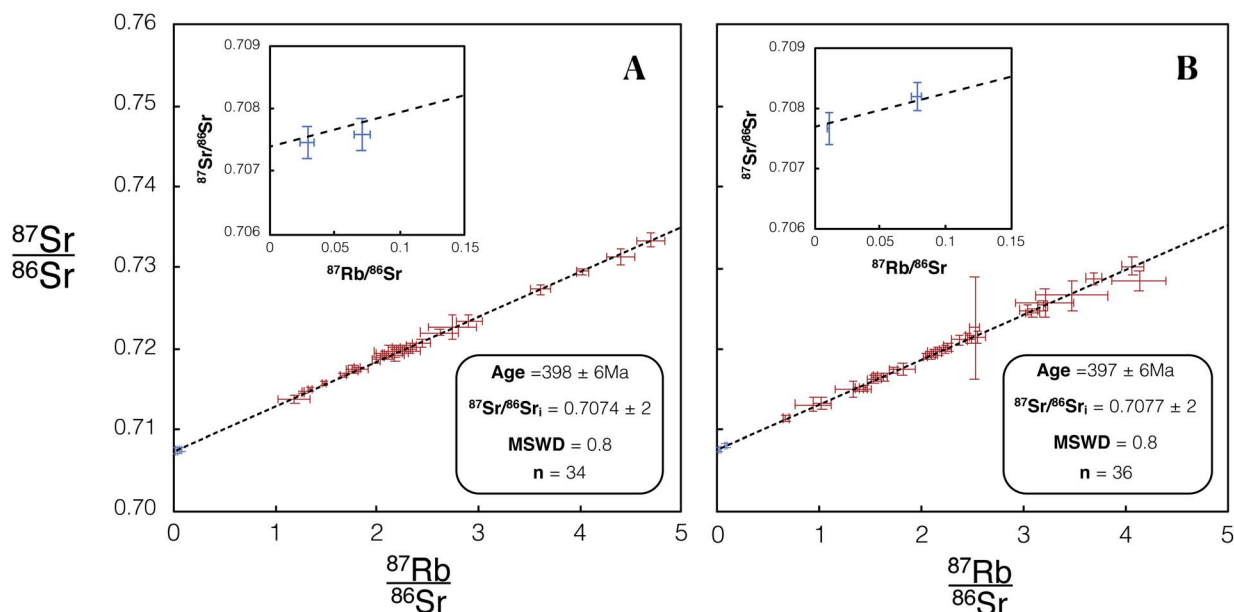 0.76
0.75
0.74
0.73
0.72
0.71
0.70
87Sr
86Sr
A
0.709
0.708
0.707
0.706
87Sr/86Sr
0
0.05
0.1
0.15
87Rb/86Sr
Age =398 ± 6Ma
87Sr/86Sri = 0.7074 ± 2
MSWD = 0.8
n = 34
0
1
2
3
4
5
87Rb
86Sr
B
0.709
0.708
0.707
0.706
87Sr/86Sr
0
0.05
0.1
0.15
87Rb/86Sr
Age =397 ± 6Ma
87Sr/86Sri = 0.7077 ± 2
MSWD = 0.8
n = 36
0
1
2
3
4
5
87Rb
86Sr